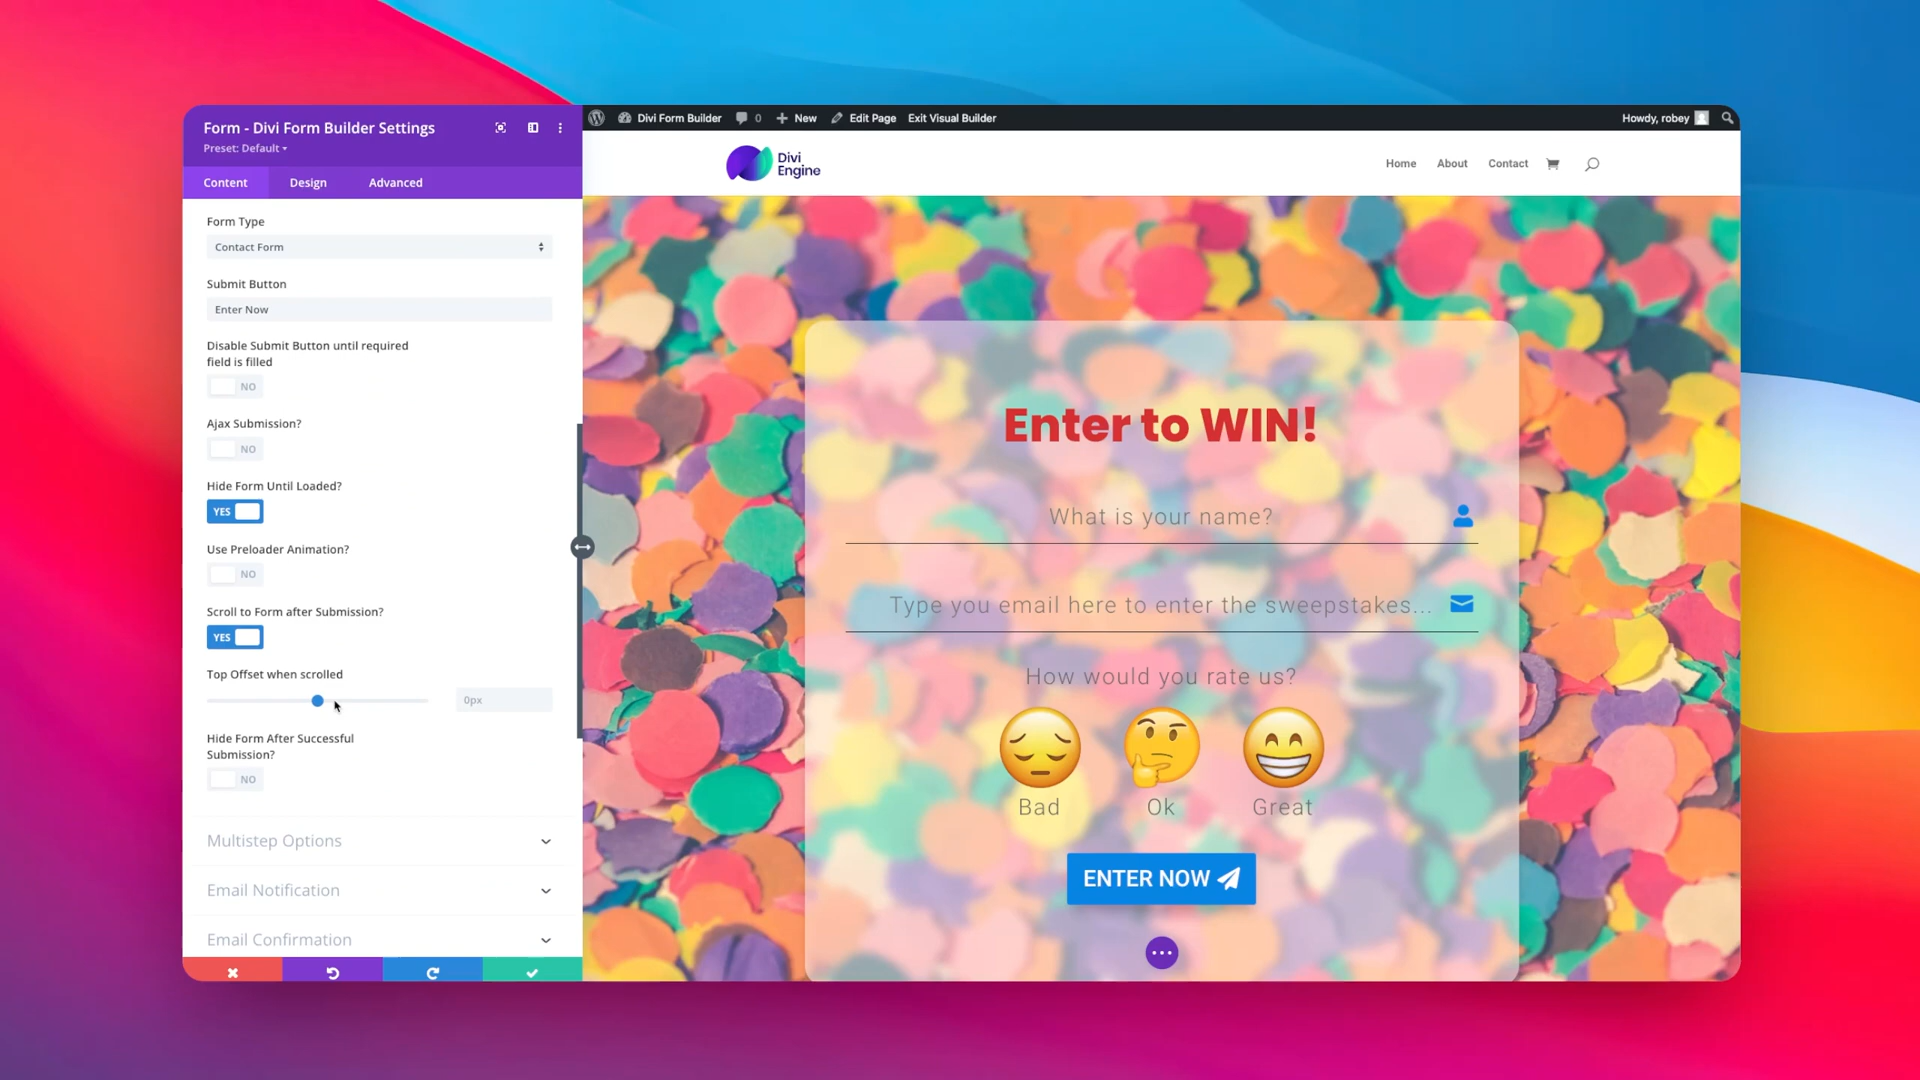 Form - Divi Form Builder Settings
Preset: Default
Content
Design
Advanced
Form Type
Contact Form
Submit Button
Enter Now
Disable Submit Button until required
field is filled
NO
Ajax Submission?
NO
Hide Form Until Loaded?
YES
Use Preloader Animation?
NO
Scroll to Form after Submission?
YES
Top Offset when scrolled
0px
Hide Form After Successful
Submission?
NO
Multistep Options
Email Notification
Email Confirmation
Divi Form Builder
0
New
Edit Page
Exit Visual Builder
Howdy, robey
Divi
Engine
Home
About
Contact
Enter to WIN!
What is your name?
Type you email here to enter the sweepstakes...
How would you rate us?
Bad
Ok
Great
ENTER NOW